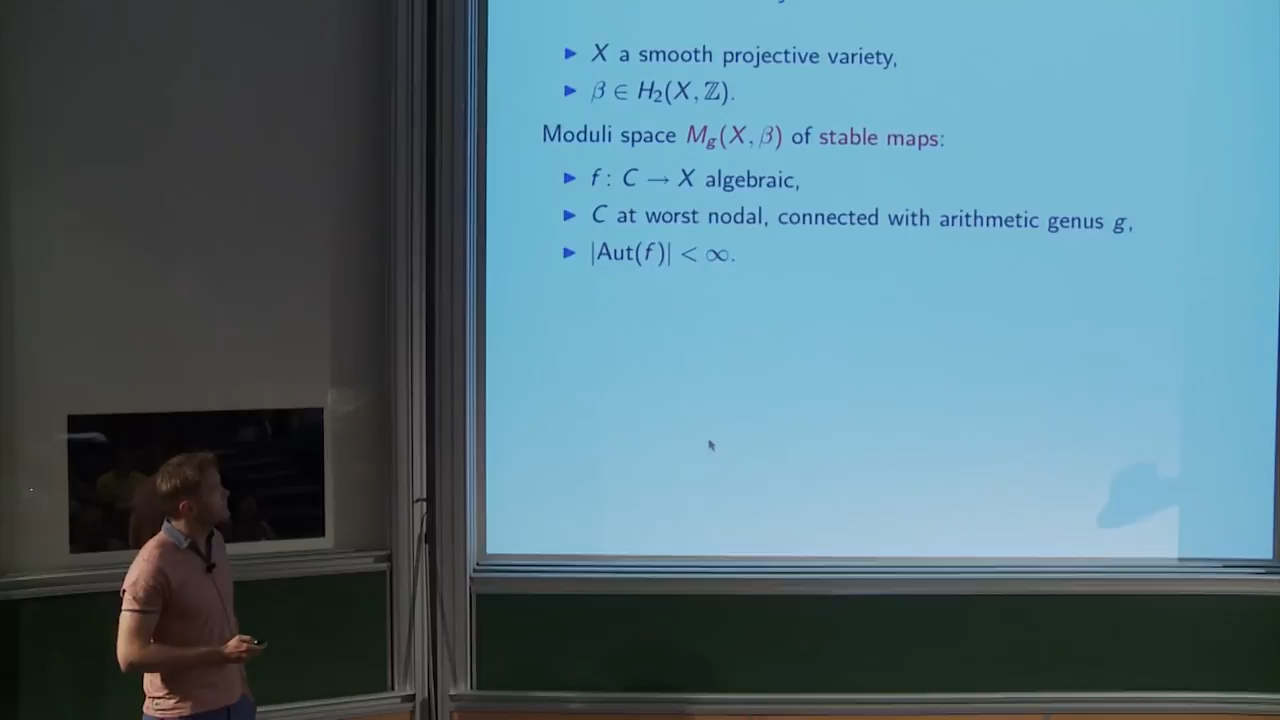 ▶ X a smooth projective variety,
▶ β ∈ H₂(X, ℤ).
Moduli space M_g(X, β) of stable maps:
▶ f : C → X algebraic,
▶ C at worst nodal, connected with arithmetic genus g,
▶ |Aut(f)| < ∞.